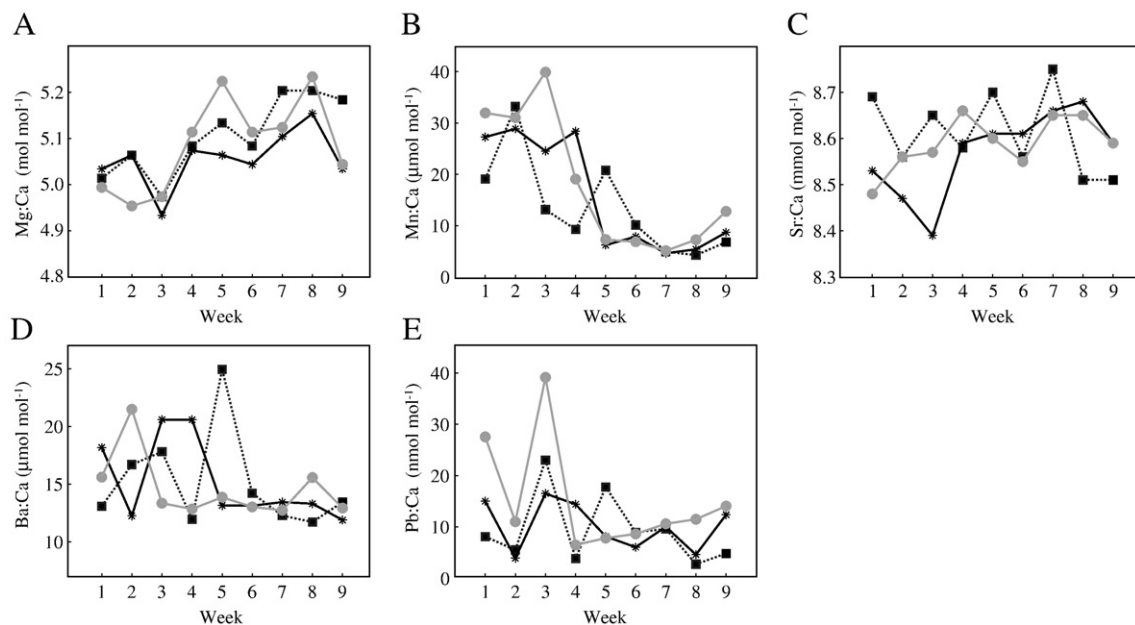 A
Mg:Ca (mol mol⁻¹)
5.2
5.1
5.0
4.9
4.8
1 2 3 4 5 6 7 8 9
Week
B
Mn:Ca (µmol mol⁻¹)
40
30
20
10
0
1 2 3 4 5 6 7 8 9
Week
C
Sr:Ca (mmol mol⁻¹)
8.7
8.6
8.5
8.4
8.3
1 2 3 4 5 6 7 8 9
Week
D
Ba:Ca (µmol mol⁻¹)
25
20
15
10
1 2 3 4 5 6 7 8 9
Week
E
Pb:Ca (nmol mol⁻¹)
40
30
20
10
0
1 2 3 4 5 6 7 8 9
Week